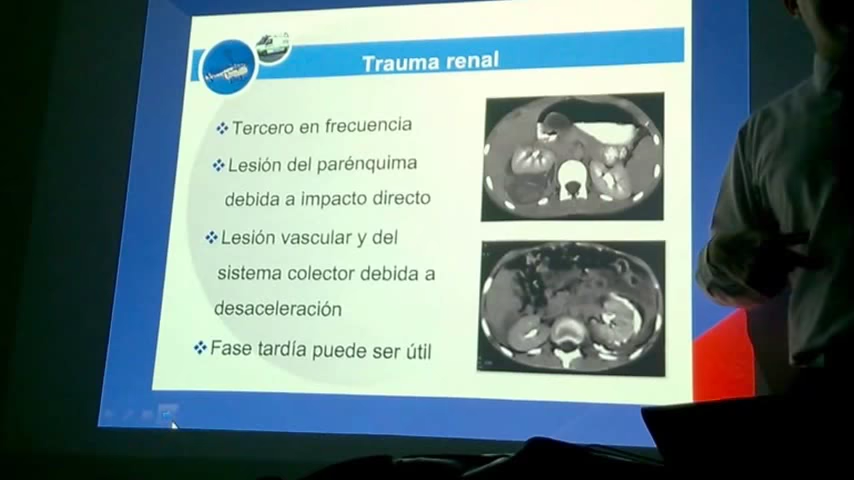 Trauma renal
Tercero en frecuencia
Lesión del parénquima
debida a impacto directo
Lesión vascular y del
sistema colector debida a
desaceleración
Fase tardía puede ser útil